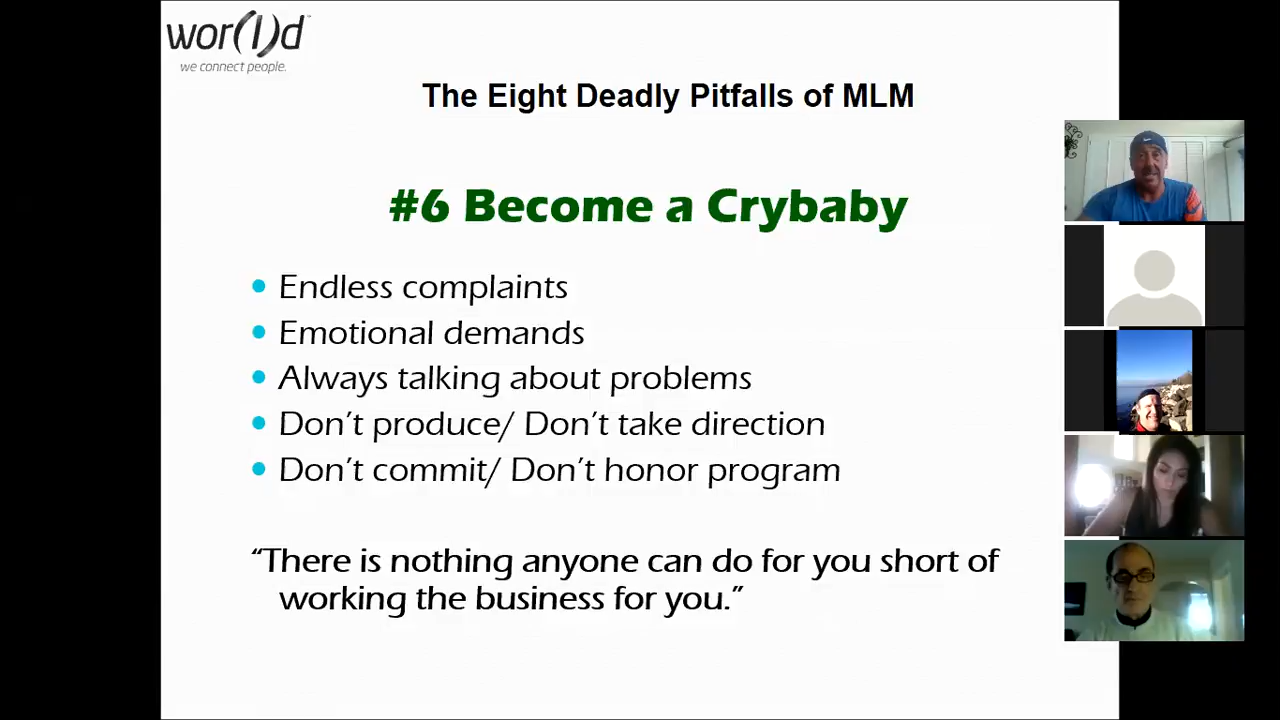 wor(l)d
we connect people.
The Eight Deadly Pitfalls of MLM
#6 Become a Crybaby
• Endless complaints
• Emotional demands
• Always talking about problems
• Don't produce/ Don't take direction
• Don't commit/ Don't honor program
“There is nothing anyone can do for you short of
working the business for you.”